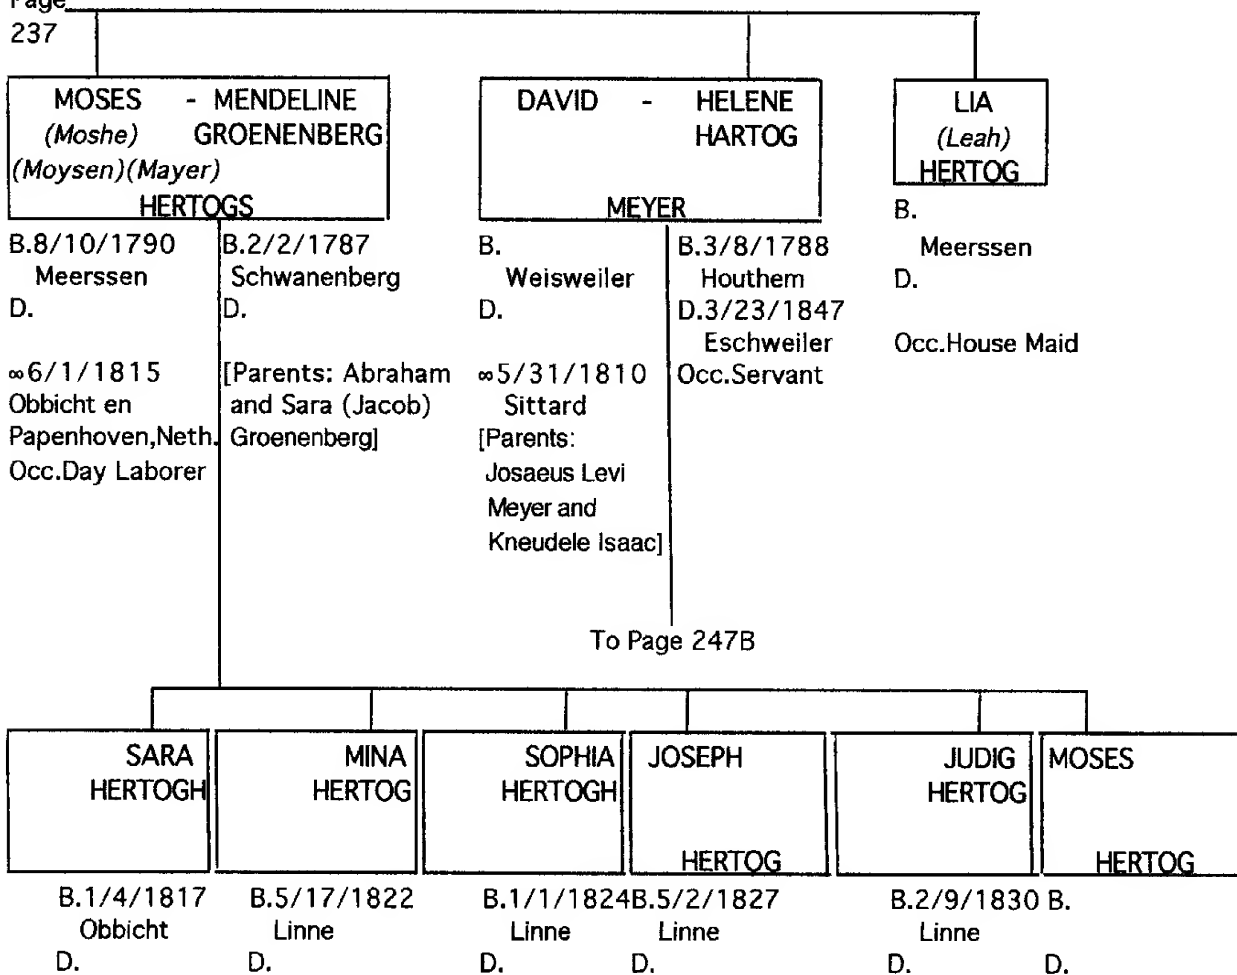 Page
237
MOSES - MENDELINE
(Moshe) GROENENBERG
(Moysen)(Mayer)
HERTOGS
B.8/10/1790
Meerssen
D.
∞6/1/1815
Obbicht en
Papenhoven,Neth.
Occ.Day Laborer
B.2/2/1787
Schwanenberg
D.
[Parents: Abraham
and Sara (Jacob)
Groenenberg]
DAVID - HELENE
HARTOG
MEYER
B.
Weisweiler
D.
∞5/31/1810
Sittard
[Parents:
Josaeus Levi
Meyer and
Kneudele Isaac]
B.3/8/1788
Houthem
D.3/23/1847
Eschweiler
Occ.Servant
LIA
(Leah)
HERTOG
B.
Meerssen
D.
Occ.House Maid
To Page 247B
SARA
HERTOGH
B.1/4/1817
Obbicht
D.
MINA
HERTOG
B.5/17/1822
Linne
D.
SOPHIA
HERTOGH
B.1/1/1824
Linne
D.
JOSEPH
HERTOG
B.5/2/1827
Linne
D.
JUDIG
HERTOG
B.2/9/1830
Linne
D.
MOSES
HERTOG
B.
D.